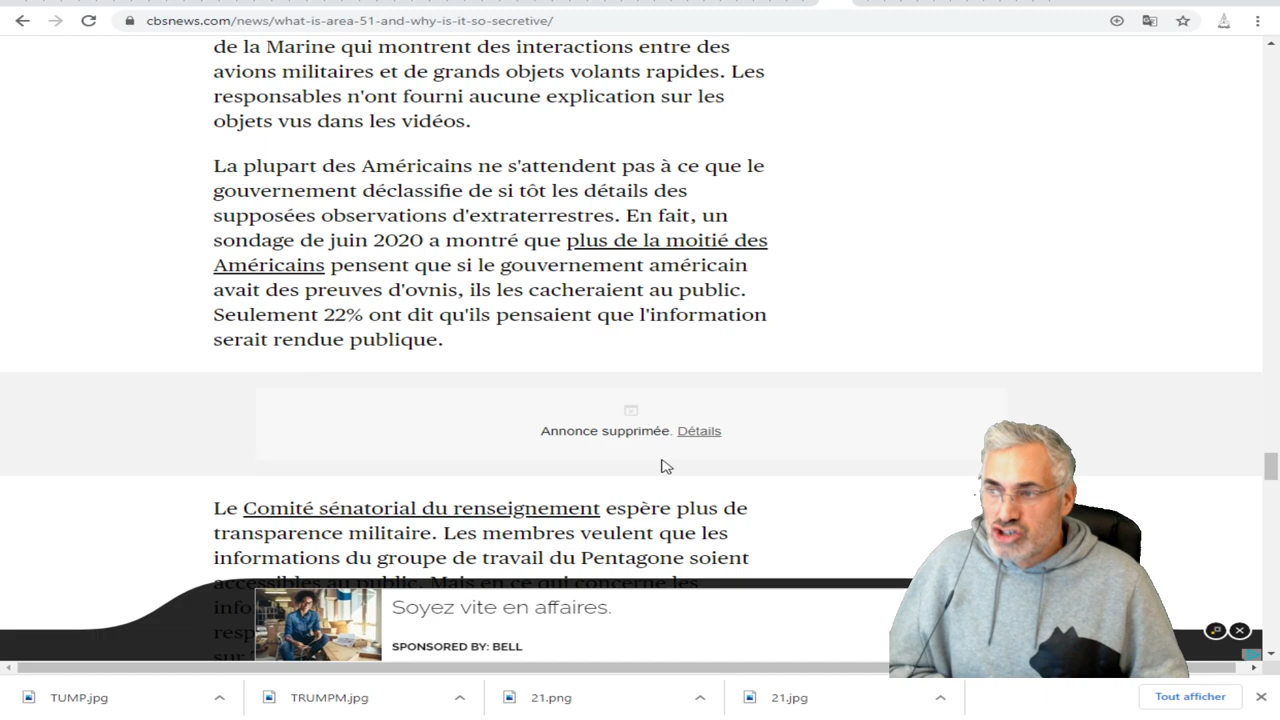 cbsnews.com/news/what-is-area-51-and-why-is-it-so-secretive/
de la Marine qui montrent des interactions entre des
avions militaires et de grands objets volants rapides. Les
responsables n'ont fourni aucune explication sur les
objets vus dans les vidéos.
La plupart des Américains ne s'attendent pas à ce que le
gouvernement déclassifie de si tôt les détails des
supposées observations d'extraterrestres. En fait, un
sondage de juin 2020 a montré que plus de la moitié des
Américains pensent que si le gouvernement américain
avait des preuves d'ovnis, ils les cacheraient au public.
Seulement 22% ont dit qu'ils pensaient que l'information
serait rendue publique.
Annonce supprimée. Détails
Le Comité sénatorial du renseignement espère plus de
transparence militaire. Les membres veulent que les
informations du groupe de travail du Pentagone soient
accessibles au public. Mais en ce qui concerne les
info
resp
sur
Soyez vite en affaires.
SPONSORED BY: BELL
TUMP.jpg
TRUMPM.jpg
21.png
21.jpg
Tout afficher